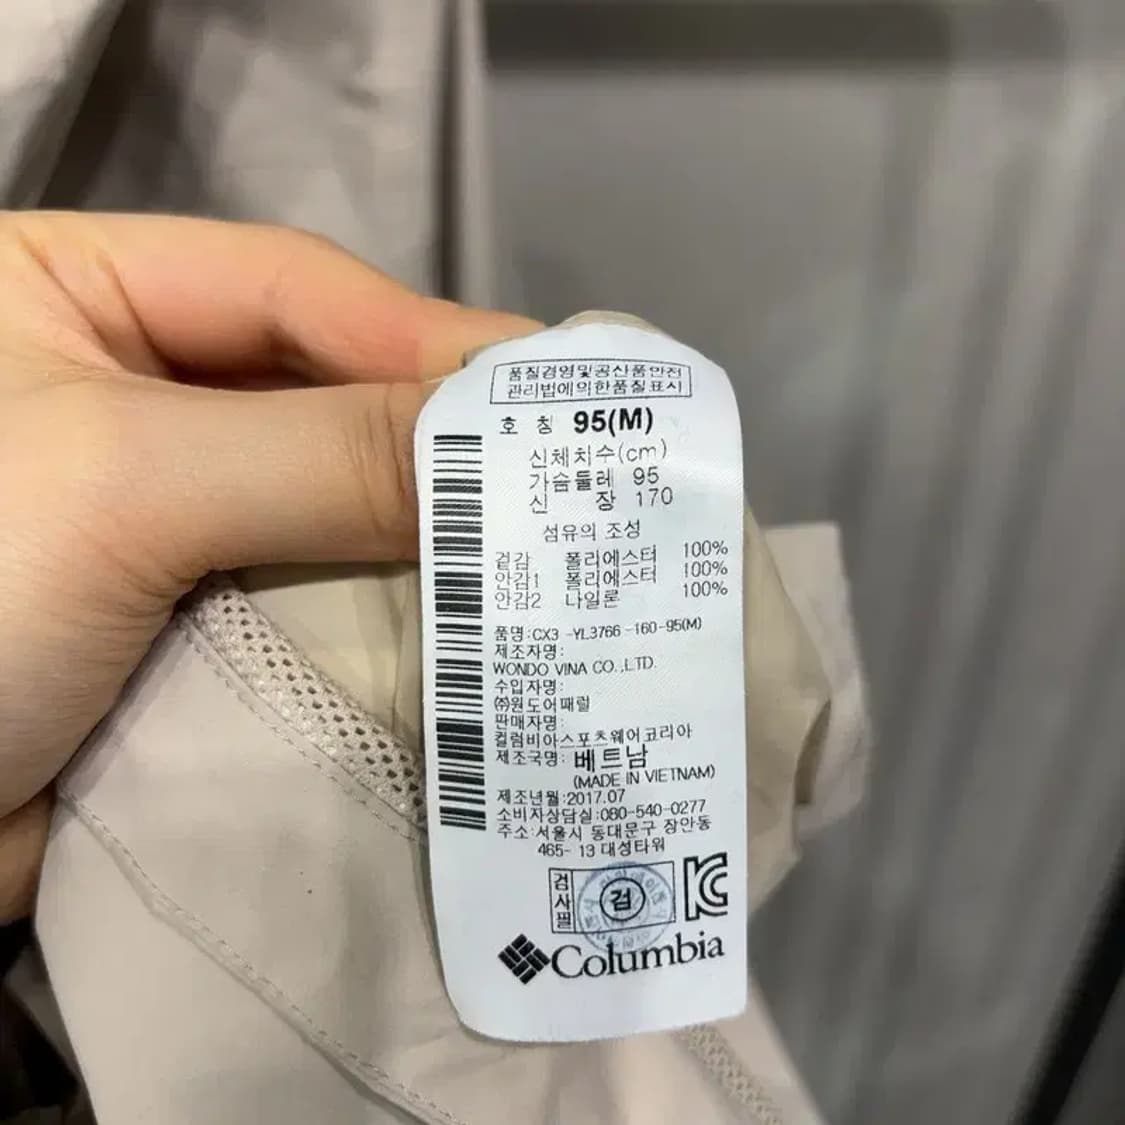 품질경영및공산품안전
관리법에의한품질표시
호 칭 95(M)
신체치수(cm)
가슴둘레 95
신 장 170
섬유의 조성
겉감 폴리에스터 100%
안감1 폴리에스터 100%
안감2 나일론 100%
품명:CX3 -YL3766 -160-95(M)
제조자명:
WONDO VINA CO.,LTD.
수입자명:
㈜원도어패럴
판매자명:
컬럼비아스포츠웨어코리아
제조국명: 베트남
(MADE IN VIETNAM)
제조년월:2017.07
소비자상담실:080-540-0277
주소:서울시 동대문구 장안동
465- 13 대성타워
검사필
검
Columbia